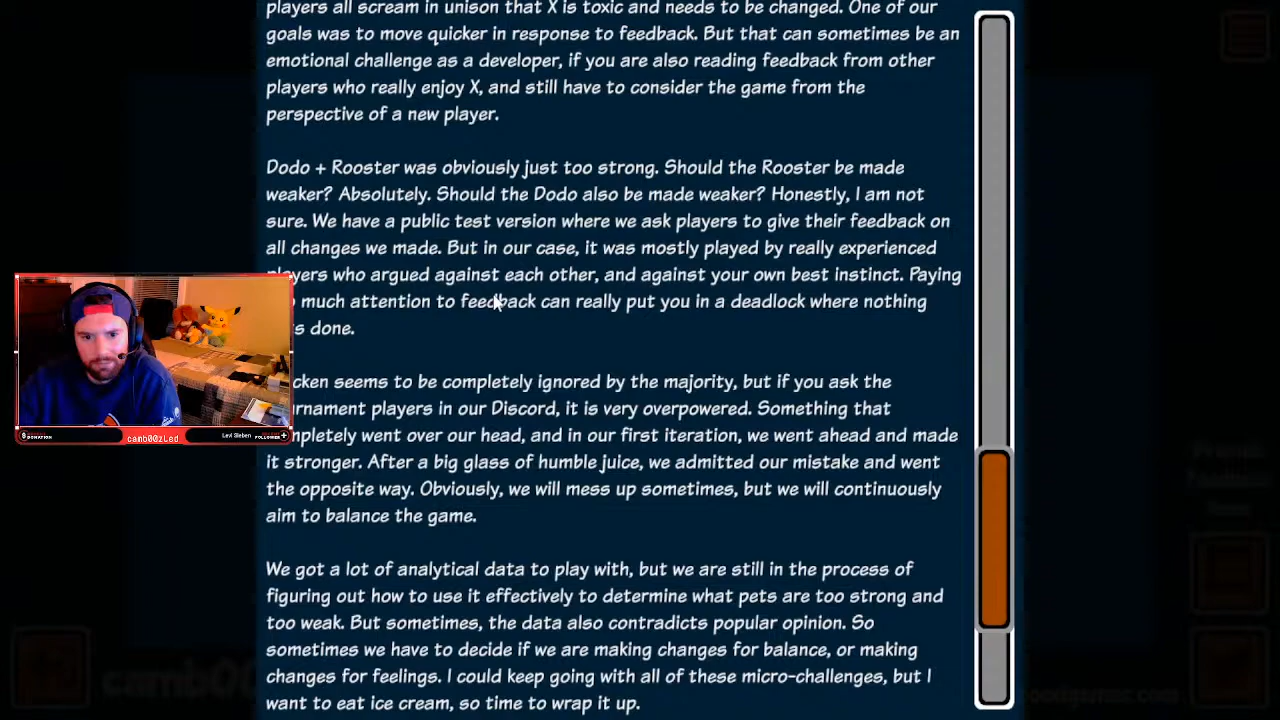 players all scream in unison that X is toxic and needs to be changed. One of our
goals was to move quicker in response to feedback. But that can sometimes be an
emotional challenge as a developer, if you are also reading feedback from other
players who really enjoy X, and still have to consider the game from the
perspective of a new player.
Dodo + Rooster was obviously just too strong. Should the Rooster be made
weaker? Absolutely. Should the Dodo also be made weaker? Honestly, I am not
sure. We have a public test version where we ask players to give their feedback on
all changes we made. But in our case, it was mostly played by really experienced
players who argued against each other, and against your own best instinct. Paying
much attention to feedback can really put you in a deadlock where nothing
done.
seems to be completely ignored by the majority, but if you ask the
players in our Discord, it is very overpowered. Something that
went over our head, and in our first iteration, we went ahead and made
it stronger. After a big glass of humble juice, we admitted our mistake and went
the opposite way. Obviously, we will mess up sometimes, but we will continuously
aim to balance the game.
We got a lot of analytical data to play with, but we are still in the process of
figuring out how to use it effectively to determine what pets are too strong and
too weak. But sometimes, the data also contradicts popular opinion. So
sometimes we have to decide if we are making changes for balance, or making
changes for feelings. I could keep going with all of these micro-challenges, but I
want to eat ice cream, so time to wrap it up.
DONATION camb00zled Levi Sieben FOLLOWER